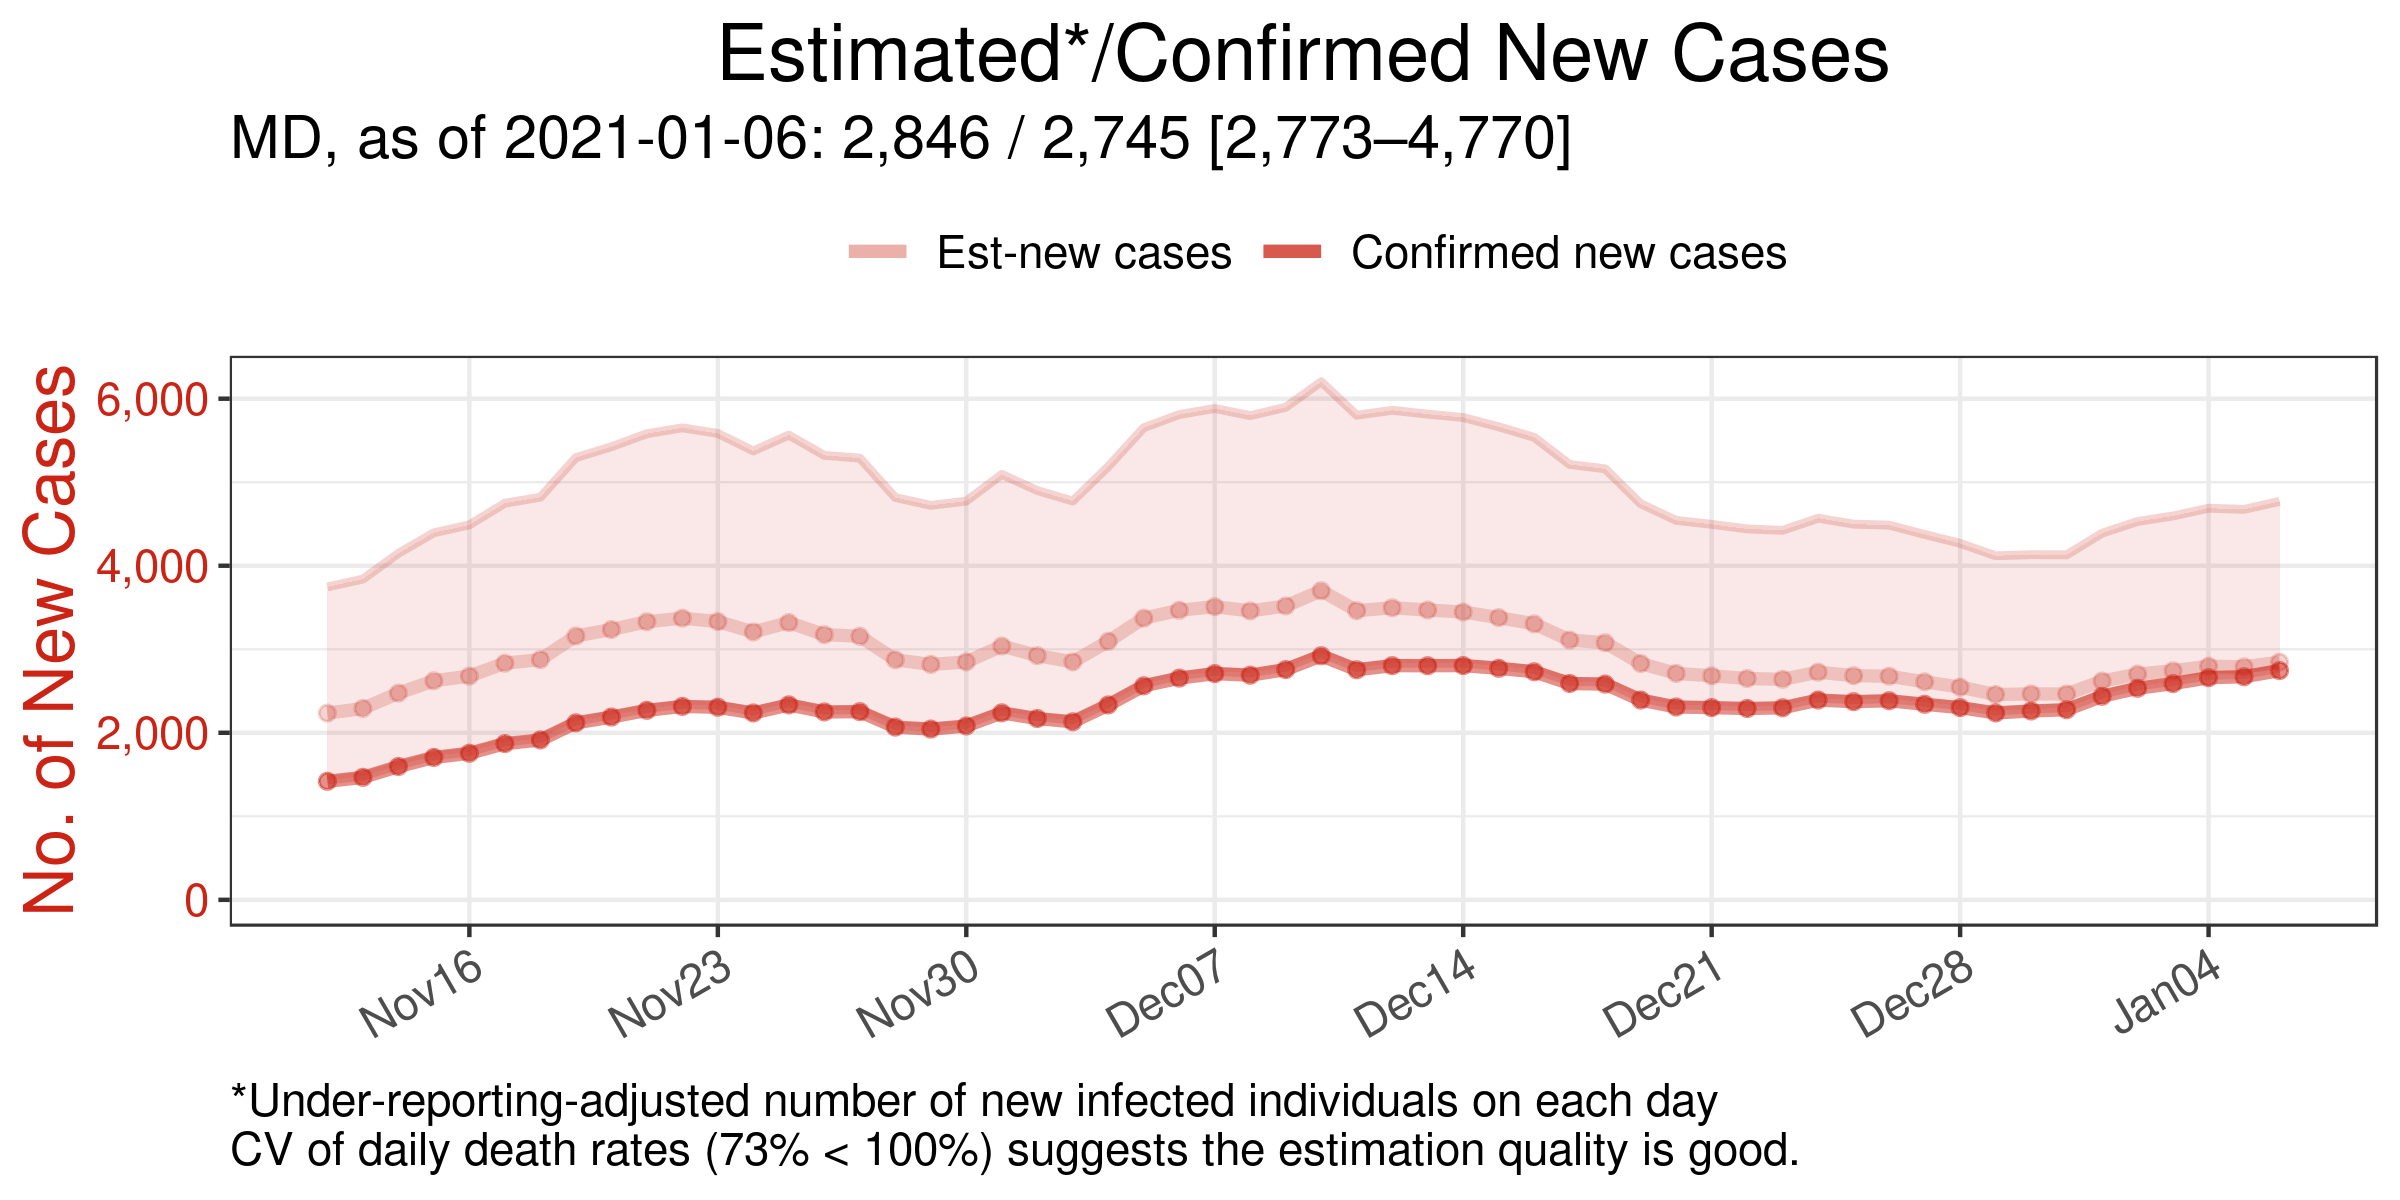 Estimated*/Confirmed New Cases
MD, as of 2021-01-06: 2,846 / 2,745 [2,773–4,770]
Est-new cases
Confirmed new cases
No. of New Cases
6,000
4,000
2,000
0
Nov16
Nov23
Nov30
Dec07
Dec14
Dec21
Dec28
Jan04
*Under-reporting-adjusted number of new infected individuals on each day
CV of daily death rates (73% < 100%) suggests the estimation quality is good.